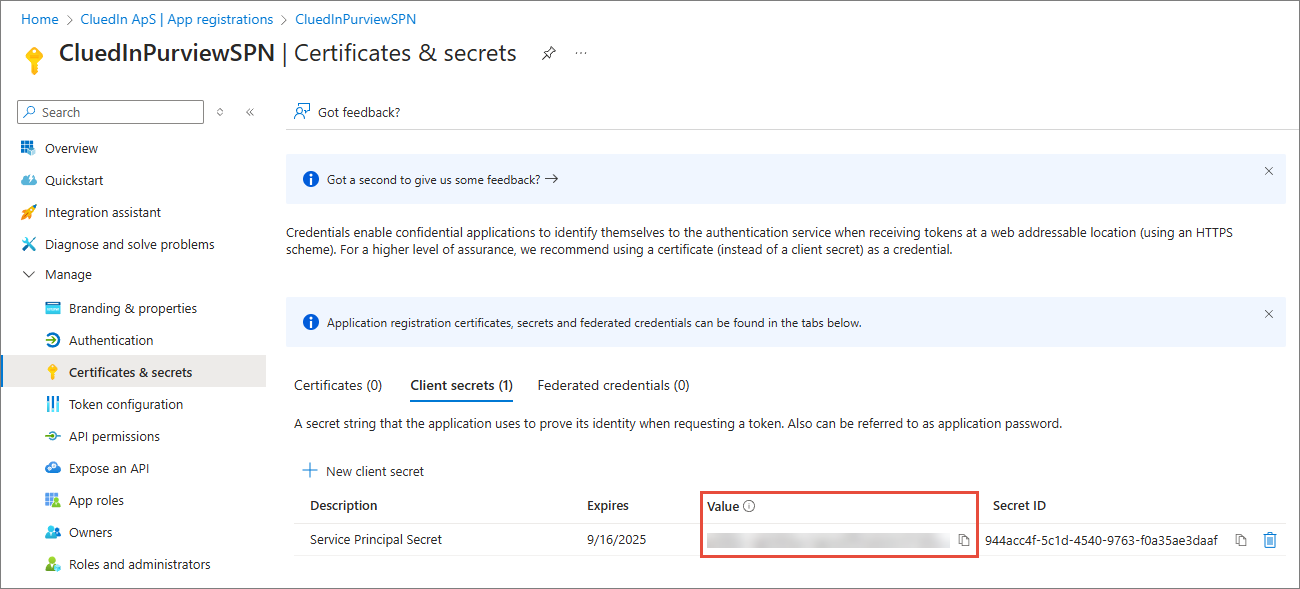 Home > CluedIn ApS | App registrations > CluedInPurviewSPN
CluedInPurviewSPN | Certificates & secrets ...
Search
«
Overview
Quickstart
Integration assistant
Diagnose and solve problems
Manage
Branding & properties
Authentication
Certificates & secrets
Token configuration
API permissions
Expose an API
App roles
Owners
Roles and administrators
Got feedback?
Got a second to give us some feedback? →
Credentials enable confidential applications to identify themselves to the authentication service when receiving tokens at a web addressable location (using an HTTPS
scheme). For a higher level of assurance, we recommend using a certificate (instead of a client secret) as a credential.
Application registration certificates, secrets and federated credentials can be found in the tabs below.
Certificates (0) Client secrets (1) Federated credentials (0)
A secret string that the application uses to prove its identity when requesting a token. Also can be referred to as application password.
New client secret
Description Expires Value Secret ID
Service Principal Secret 9/16/2025 944acc4f-5c1d-4540-9763-f0a35ae3daaf